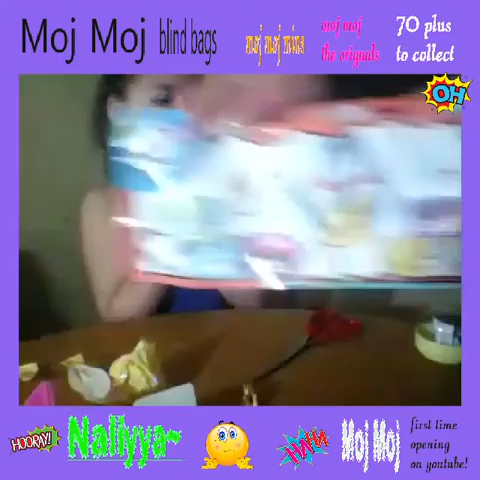 Moj Moj blind bags
moj moj minis
moj moj
the orignals
70 plus
to collect
OH
HOORAY!
Naliyya~
HAHA
Moj Moj
first time
opening
on youtube!